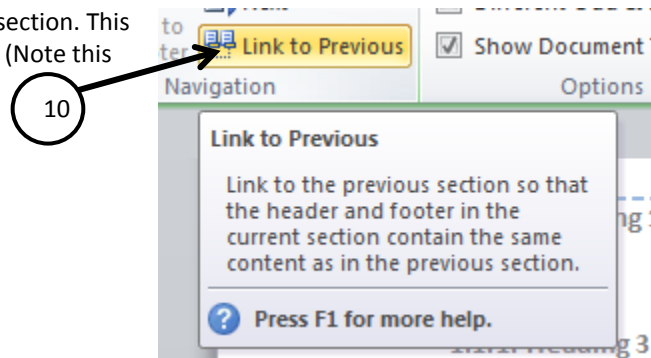 section. This
(Note this
10
to
Link to Previous
Show Document
Navigation
Options
Link to Previous
Link to the previous section so that
the header and footer in the
current section contain the same
content as in the previous section.
Press F1 for more help.